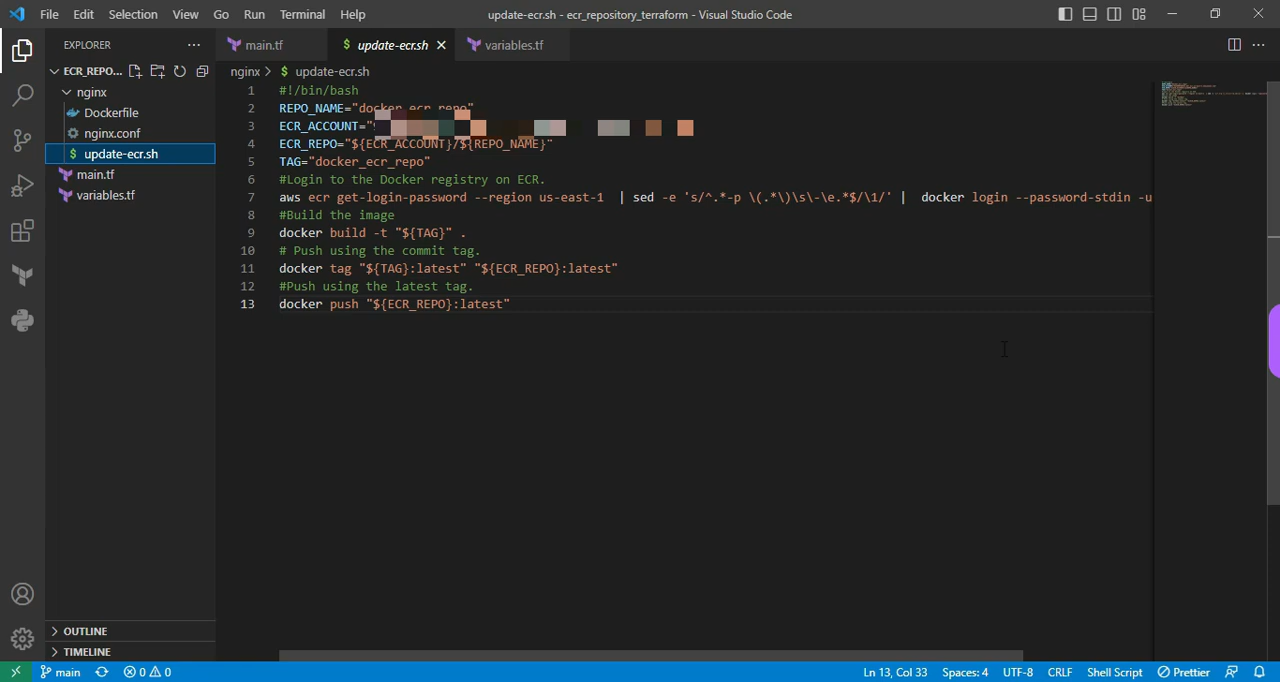 File Edit Selection View Go Run Terminal Help update-ecr.sh - ecr_repository_terraform - Visual Studio Code
EXPLORER ...
main.tf $ update-ecr.sh variables.tf
ECR_REPO...
nginx > $ update-ecr.sh
nginx
Dockerfile
nginx.conf
$ update-ecr.sh
main.tf
variables.tf
1 #!/bin/bash
2 REPO_NAME="docker_ecr_repo"
3 ECR_ACCOUNT="
4 ECR_REPO="${ECR_ACCOUNT}/${REPO_NAME}"
5 TAG="docker_ecr_repo"
6 #Login to the Docker registry on ECR.
7 aws ecr get-login-password --region us-east-1 | sed -e 's/^.*-p \(.*\)\s\-\e.*$/\1/' | docker login --password-stdin -u
8 #Build the image
9 docker build -t "${TAG}" .
10 # Push using the commit tag.
11 docker tag "${TAG}:latest" "${ECR_REPO}:latest"
12 #Push using the latest tag.
13 docker push "${ECR_REPO}:latest"
OUTLINE
TIMELINE
main 0 0 Ln 13, Col 33 Spaces: 4 UTF-8 CRLF Shell Script Prettier